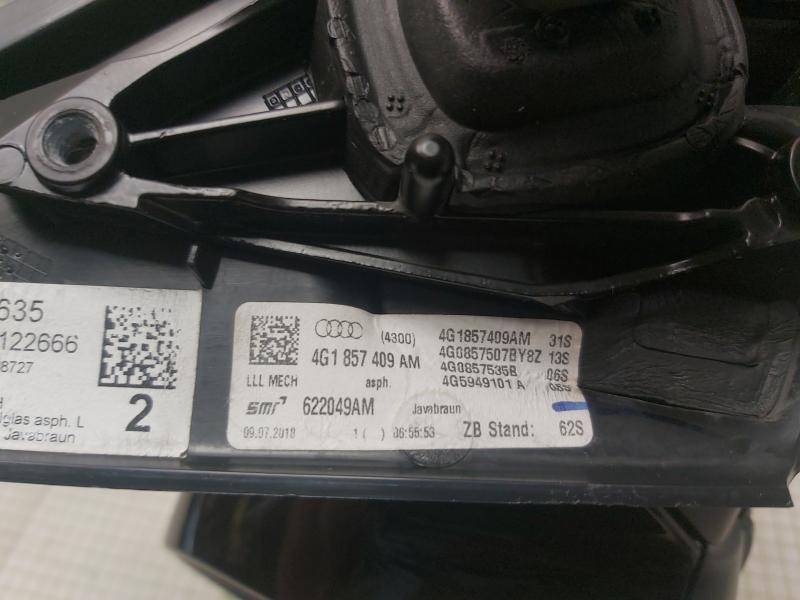 635
122666
8727
2
glas asph. L
Javabraun
(4300)
4G1 857 409 AM
LLL MECH asph.
smr 622049AM Javabraun
09.07.2018 1 ( ) 06:55:53 ZB Stand: 62S
4G1857409AM 31S
4G0857507BY8Z 13S
4G0857535B 06S
4G5949101 A